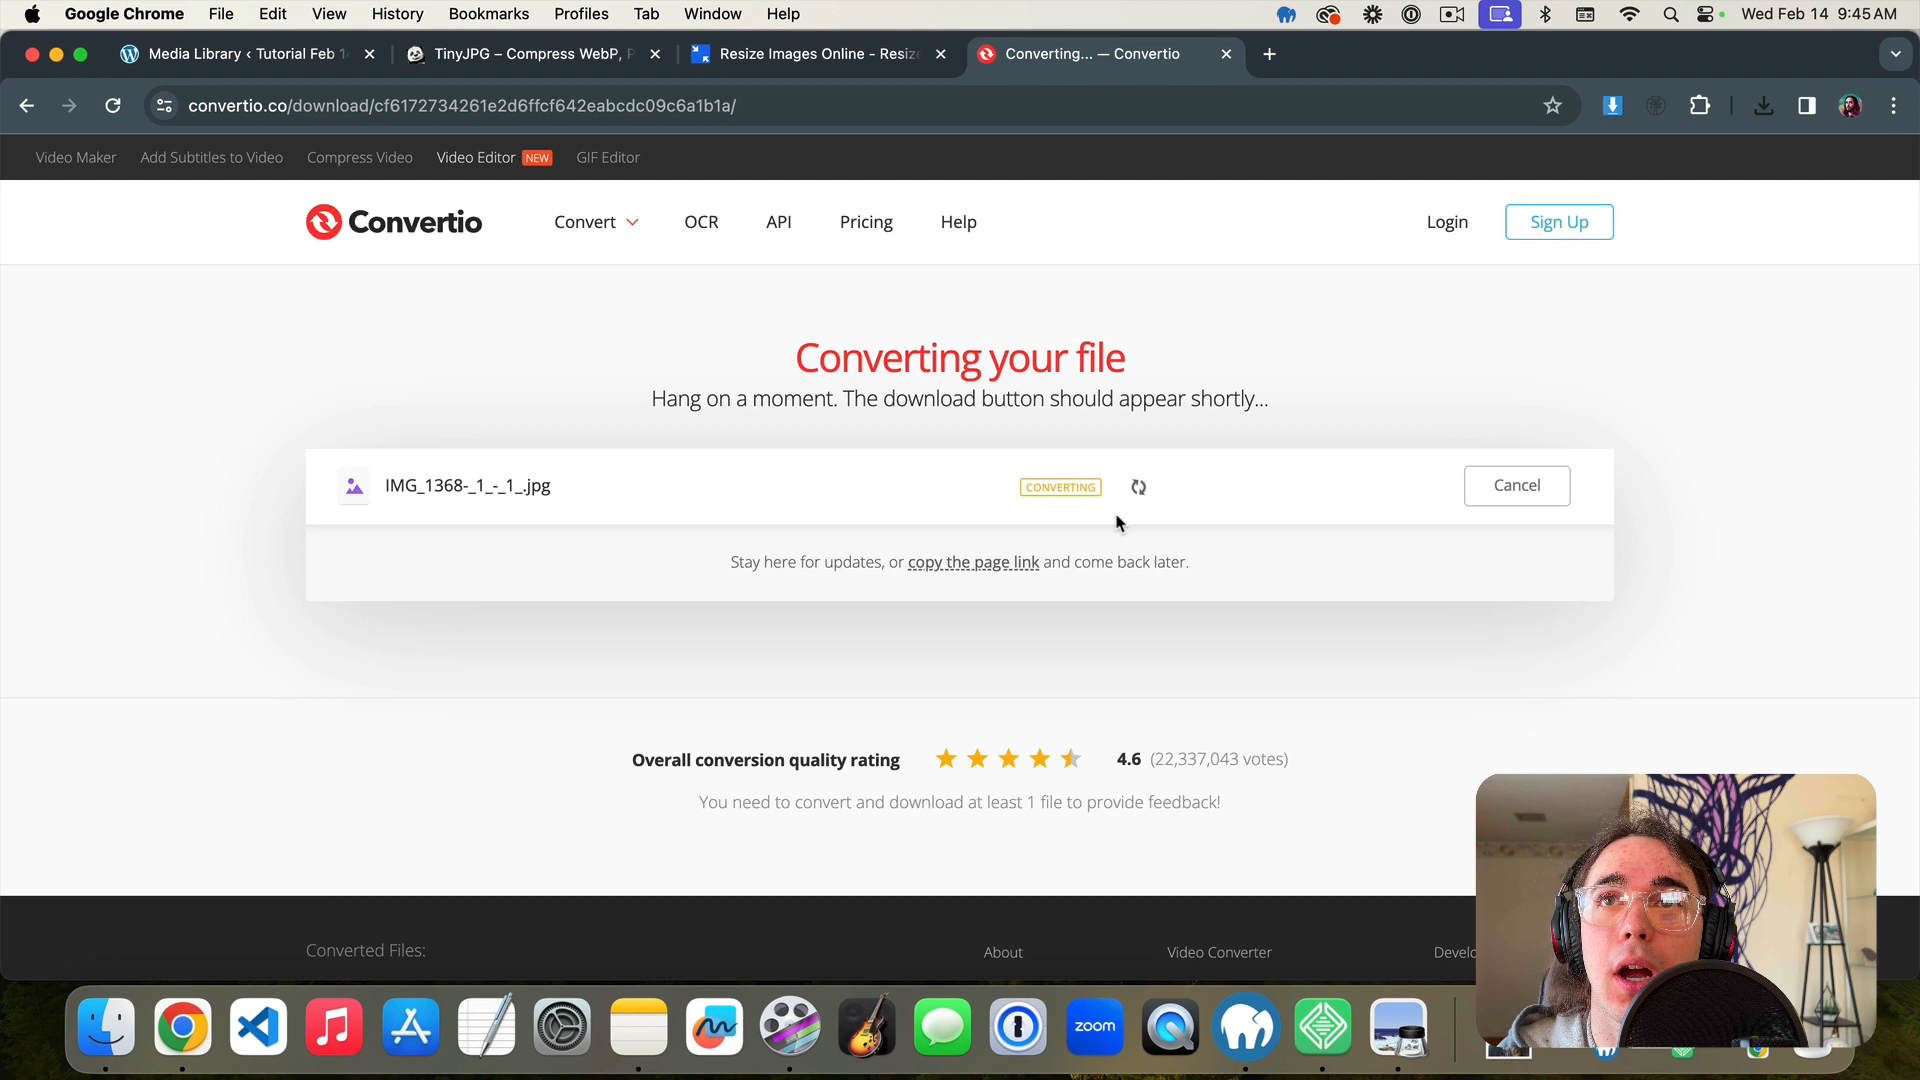 Google Chrome File Edit View History Bookmarks Profiles Tab Window Help Wed Feb 14 9:45 AM
Media Library ‹ Tutorial Feb 1 TinyJPG – Compress WebP, P Resize Images Online - Resize Converting... — Convertio
convertio.co/download/cf6172734261e2d6ffcf642eabcdc09c6a1b1a/
Video Maker Add Subtitles to Video Compress Video Video Editor NEW GIF Editor
Convertio Convert OCR API Pricing Help Login Sign Up
Converting your file
Hang on a moment. The download button should appear shortly...
IMG_1368-_1_-_1_.jpg CONVERTING Cancel
Stay here for updates, or copy the page link and come back later.
Overall conversion quality rating 4.6 (22,337,043 votes)
You need to convert and download at least 1 file to provide feedback!
Converted Files: About Video Converter Develo
zoom